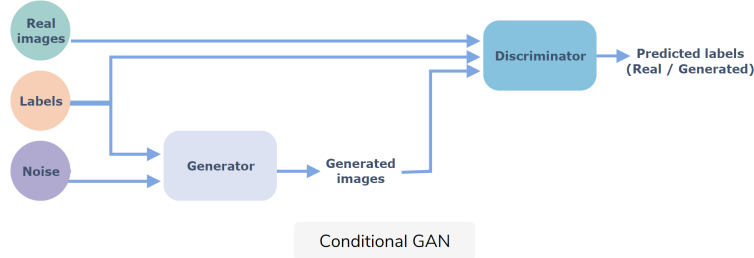 Real
images
Labels
Noise
Generator
Generated
images
Discriminator
Predicted labels
(Real / Generated)
Conditional GAN